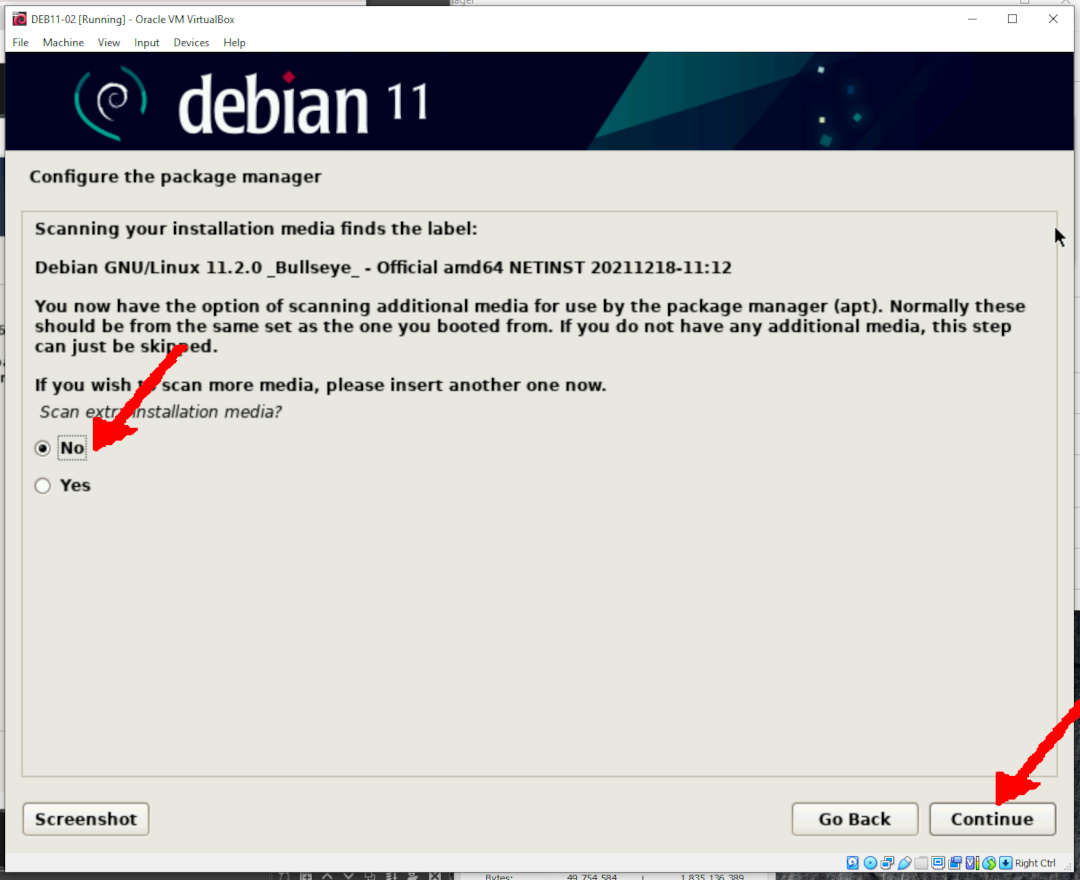 DEB11-02 [Running] - Oracle VM VirtualBox
File Machine View Input Devices Help
debian 11
Configure the package manager
Scanning your installation media finds the label:
Debian GNU/Linux 11.2.0 _Bullseye_ - Official amd64 NETINST 20211218-11:12
You now have the option of scanning additional media for use by the package manager (apt). Normally these
should be from the same set as the one you booted from. If you do not have any additional media, this step
can just be skipped.
If you wish to scan more media, please insert another one now.
Scan extra installation media?
No
Yes
Screenshot
Go Back
Continue
Right Ctrl
Bytes: 49,754,584 1,835,136,389